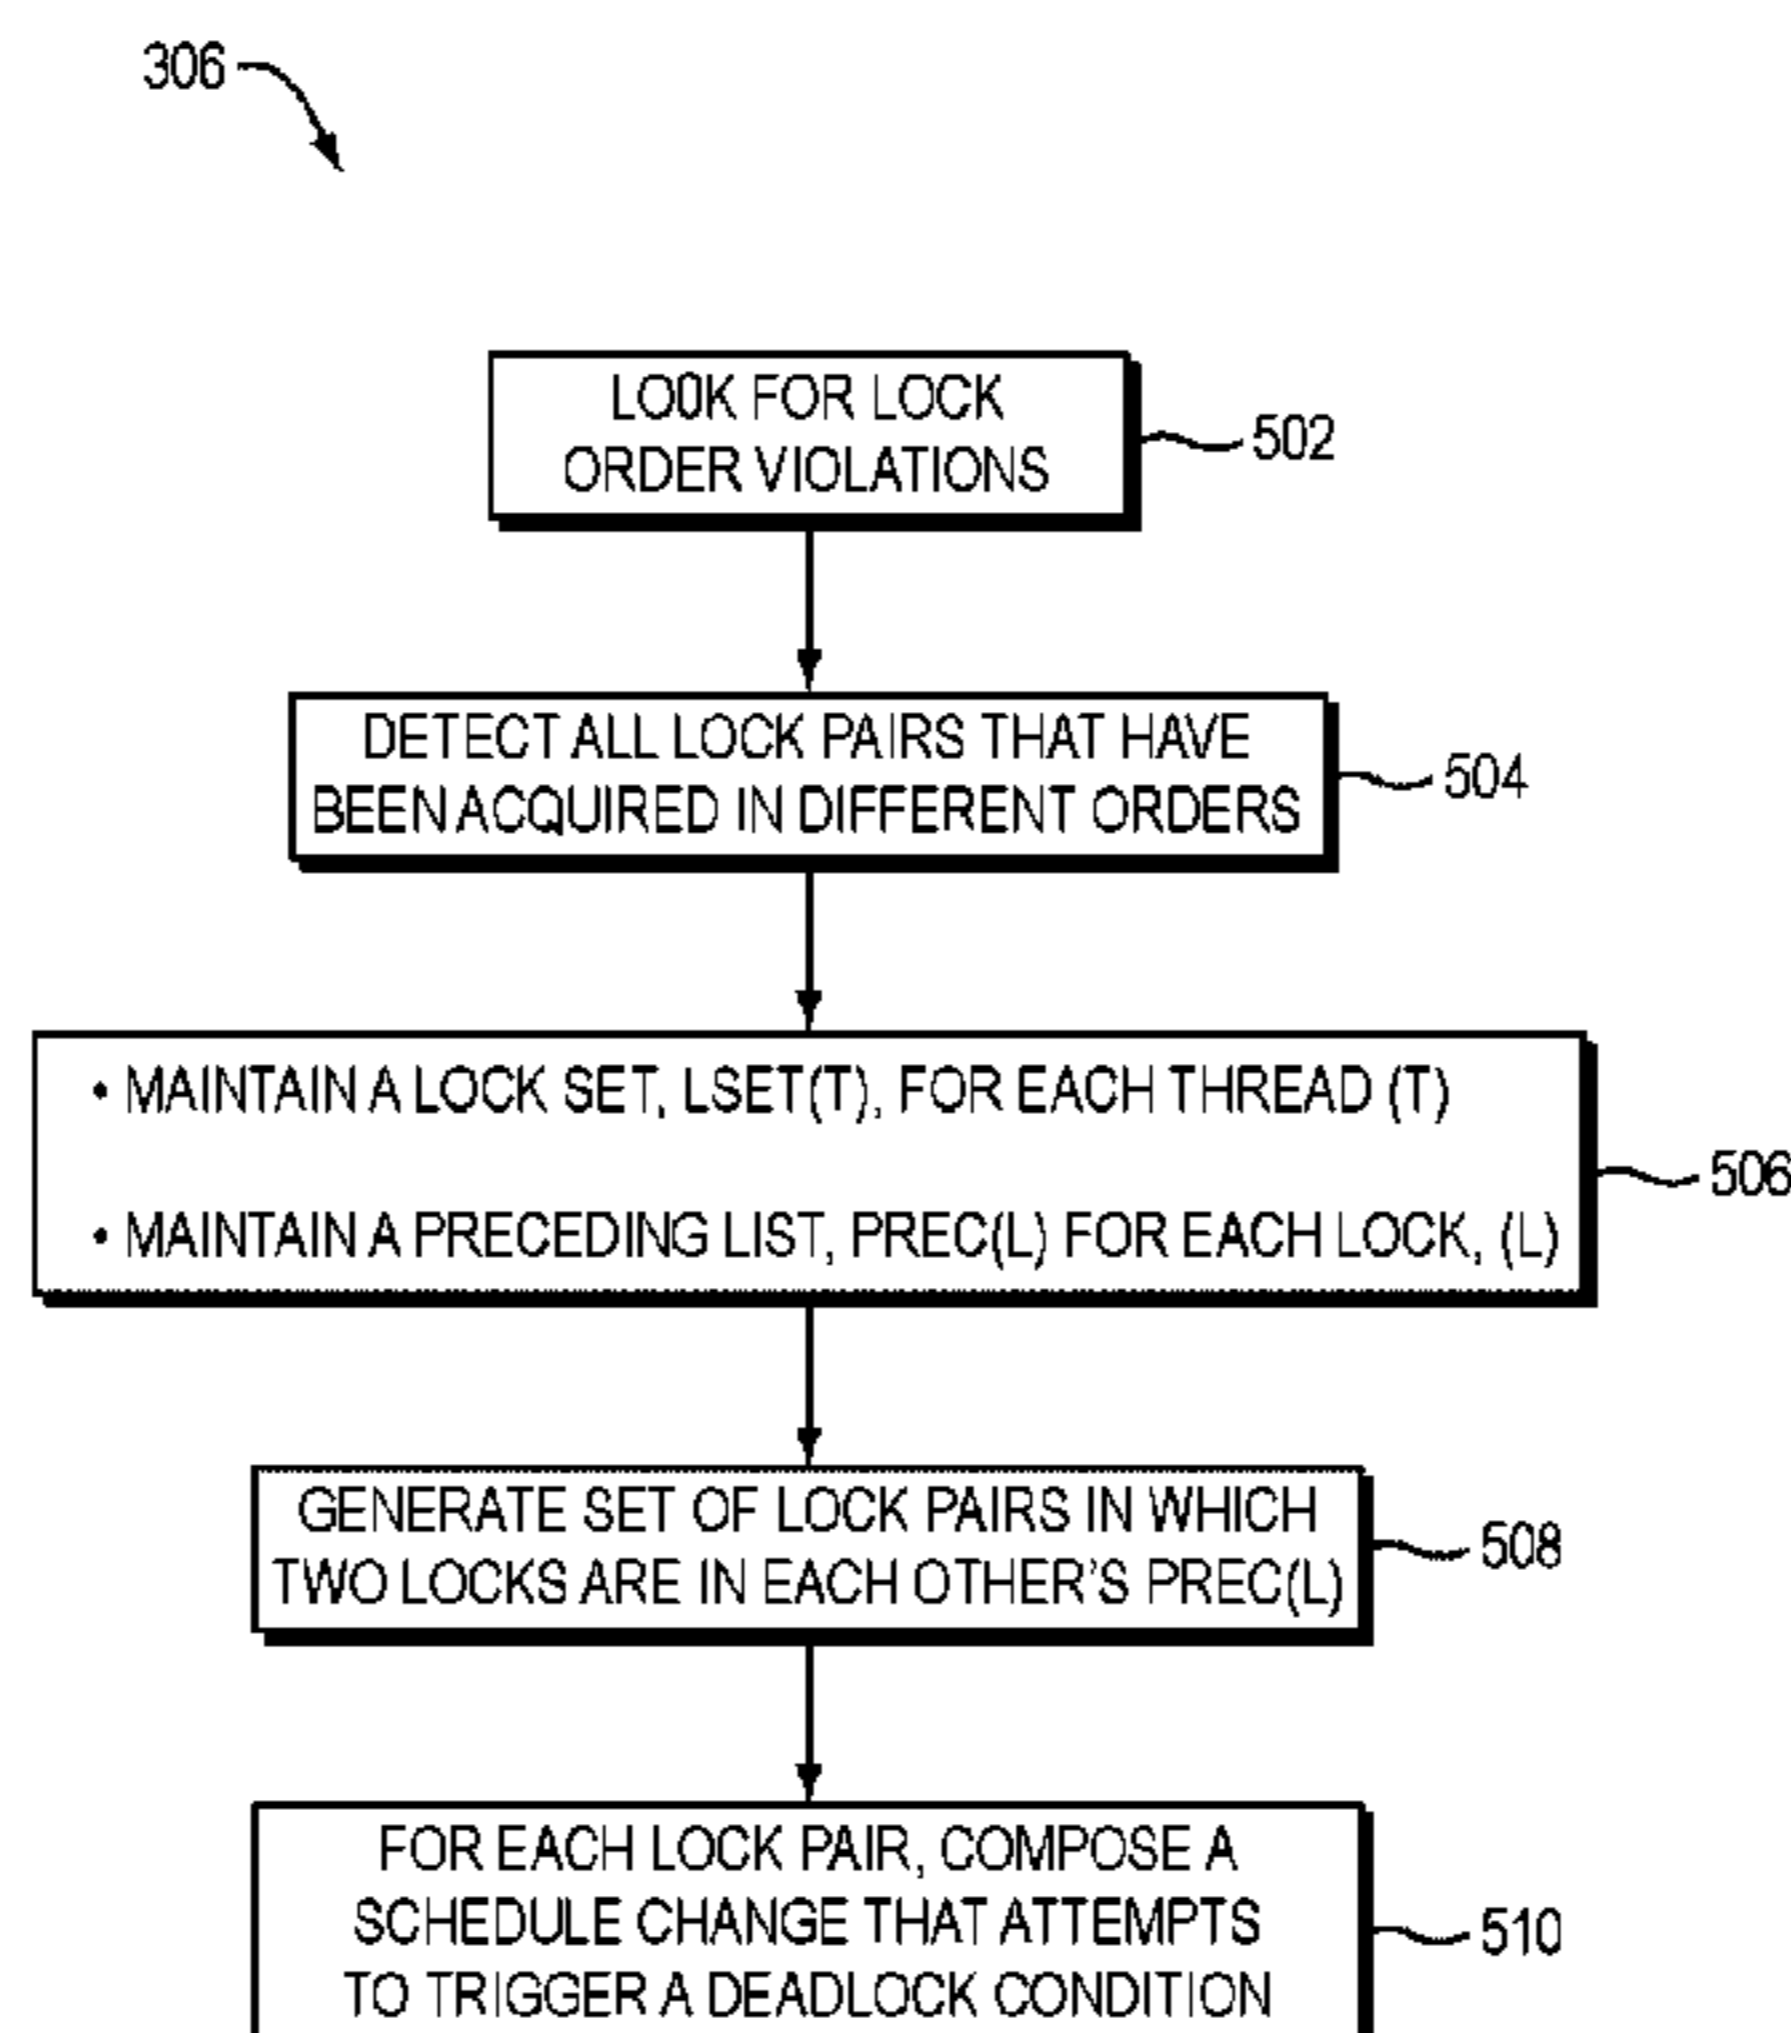 306
LOOK FOR LOCK
ORDER VIOLATIONS
502
DETECT ALL LOCK PAIRS THAT HAVE
BEEN ACQUIRED IN DIFFERENT ORDERS
504
• MAINTAIN A LOCK SET, LSET(T), FOR EACH THREAD (T)
• MAINTAIN A PRECEDING LIST, PREC(L) FOR EACH LOCK, (L)
506
GENERATE SET OF LOCK PAIRS IN WHICH
TWO LOCKS ARE IN EACH OTHER'S PREC(L)
508
FOR EACH LOCK PAIR, COMPOSE A
SCHEDULE CHANGE THAT ATTEMPTS
TO TRIGGER A DEADLOCK CONDITION
510